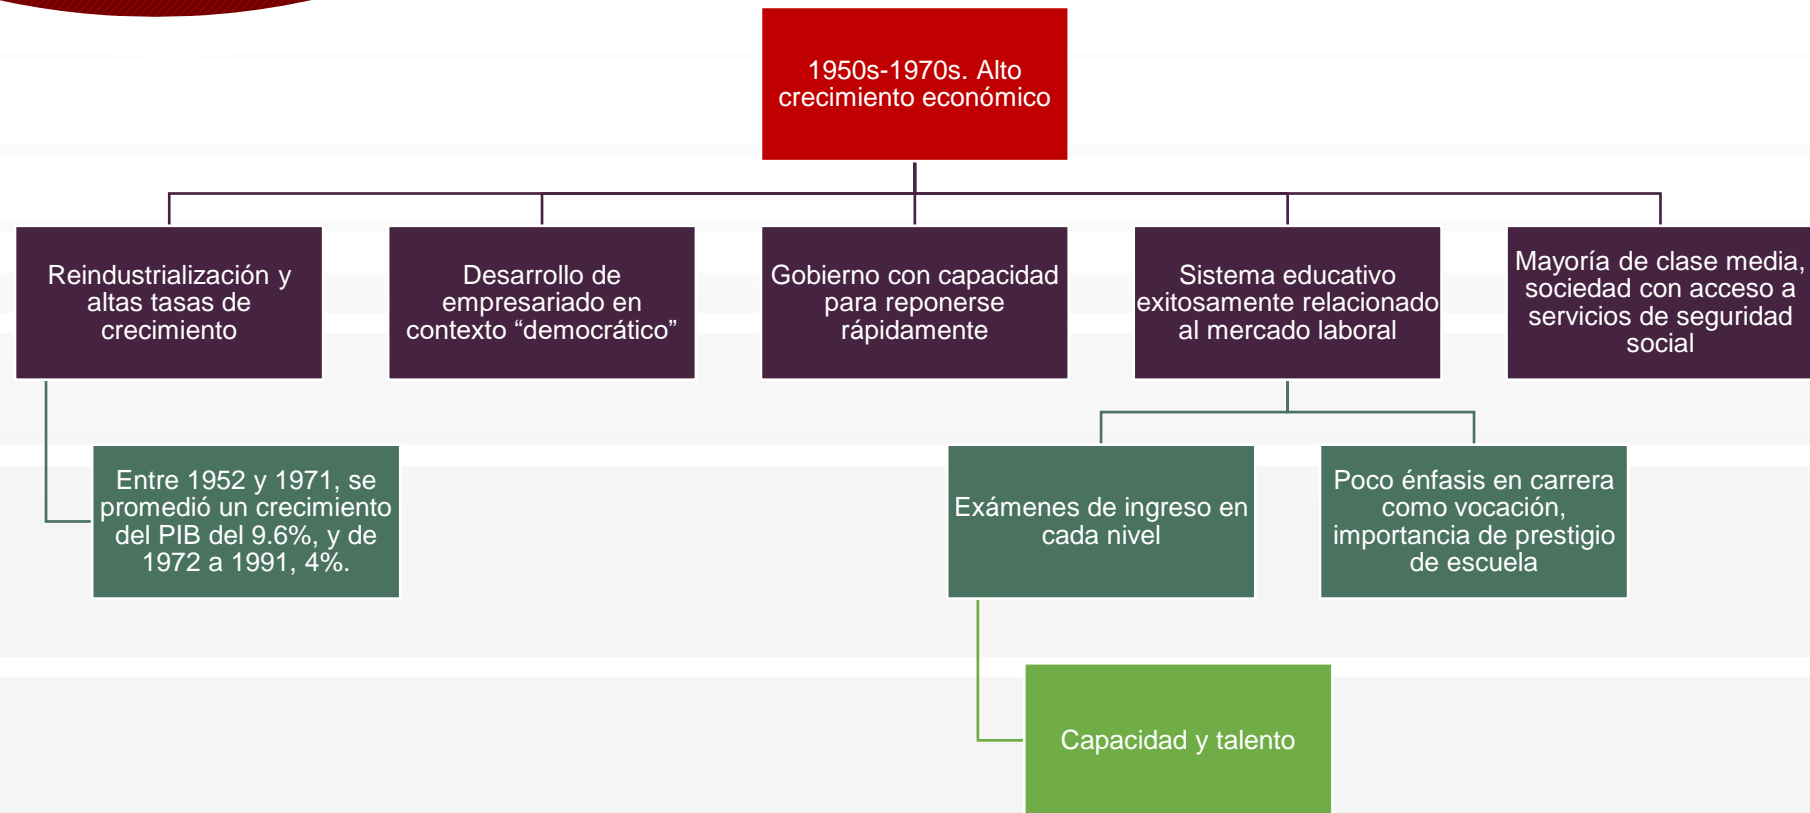 1950s-1970s. Alto
crecimiento económico
Reindustrialización y
altas tasas de
crecimiento
Desarrollo de
empresariado en
contexto “democrático”
Gobierno con capacidad
para reponerse
rápidamente
Sistema educativo
exitosamente relacionado
al mercado laboral
Mayoría de clase media,
sociedad con acceso a
servicios de seguridad
social
Entre 1952 y 1971, se
promedió un crecimiento
del PIB del 9.6%, y de
1972 a 1991, 4%.
Exámenes de ingreso en
cada nivel
Poco énfasis en carrera
como vocación,
importancia de prestigio
de escuela
Capacidad y talento